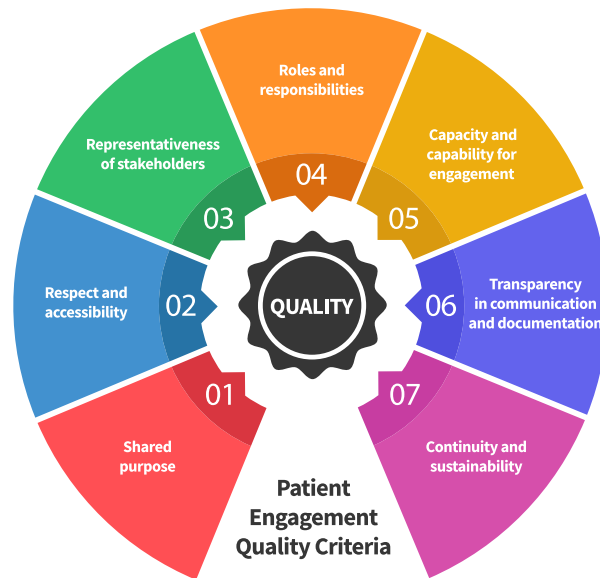 01
Shared
purpose
02
Respect and
accessibility
03
Representativeness
of stakeholders
04
Roles and
responsibilities
05
Capacity and
capability for
engagement
06
Transparency
in communication
and documentation
07
Continuity and
sustainability
QUALITY
Patient
Engagement
Quality Criteria